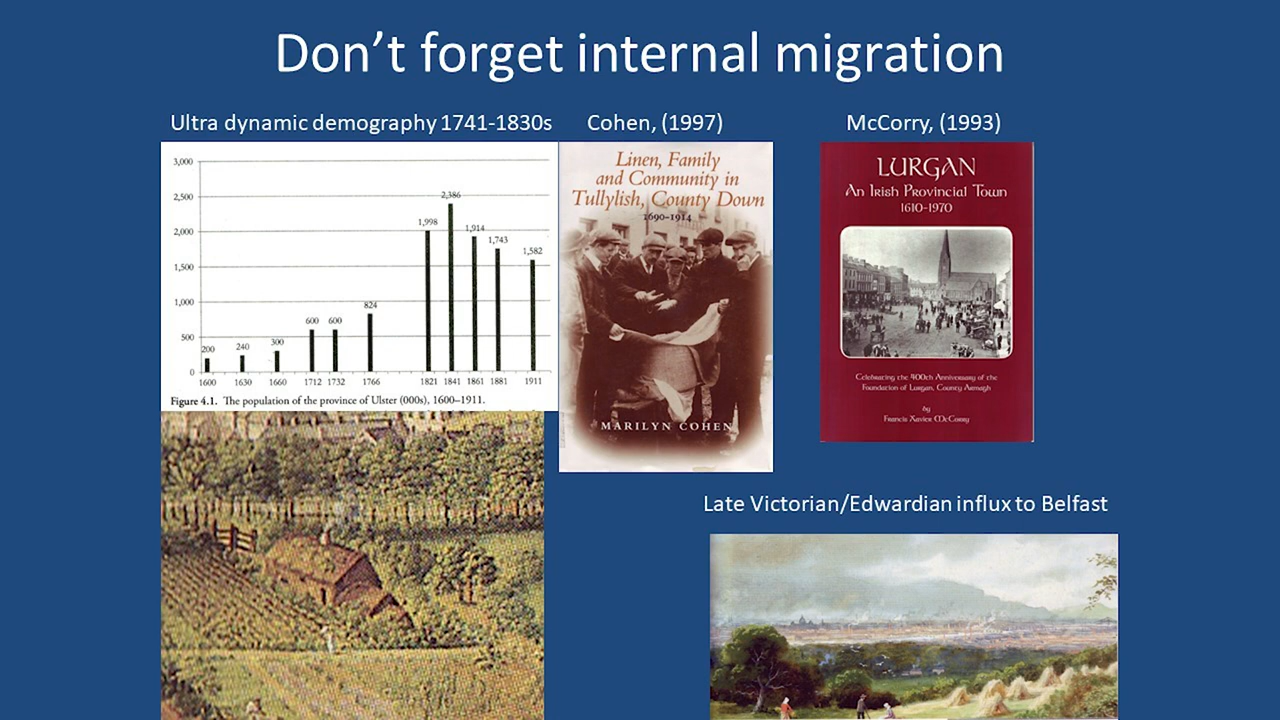 Don't forget internal migration
Ultra dynamic demography 1741-1830s
Cohen, (1997)
McCorry, (1993)
3,000
2,500
2,000
1,500
1,000
500
0
200
240
300
600
600
824
1,998
2,386
1,914
1,743
1,582
1600
1630
1660
1712
1732
1766
1821
1841
1861
1881
1911
Figure 4.1. The population of the province of Ulster (000s), 1600–1911.
Linen, Family
and Community in
Tullylish, County Down
1690-1914
MARILYN COHEN
LURGAN
An Irish Provincial Town
1610-1970
Celebrating the 400th Anniversary of the
Foundation of Lurgan, County Armagh
by
Francis Xavier McCorry
Late Victorian/Edwardian influx to Belfast